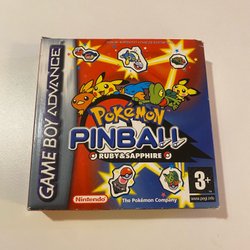 GAME BOY ADVANCE
POKéMON
PINBALL
RUBY & SAPPHIRE
Nintendo
The Pokémon Company
3+
www.pegi.info